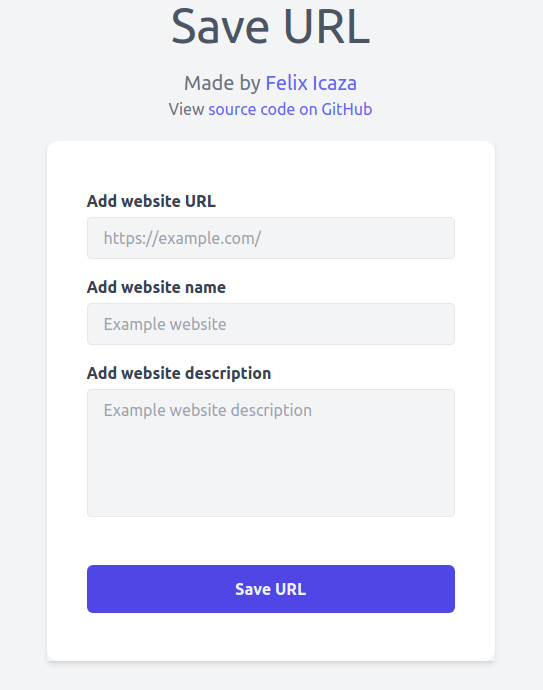 Save URL
Made by Felix Icaza
View source code on GitHub
Add website URL
https://example.com/
Add website name
Example website
Add website description
Example website description
Save URL